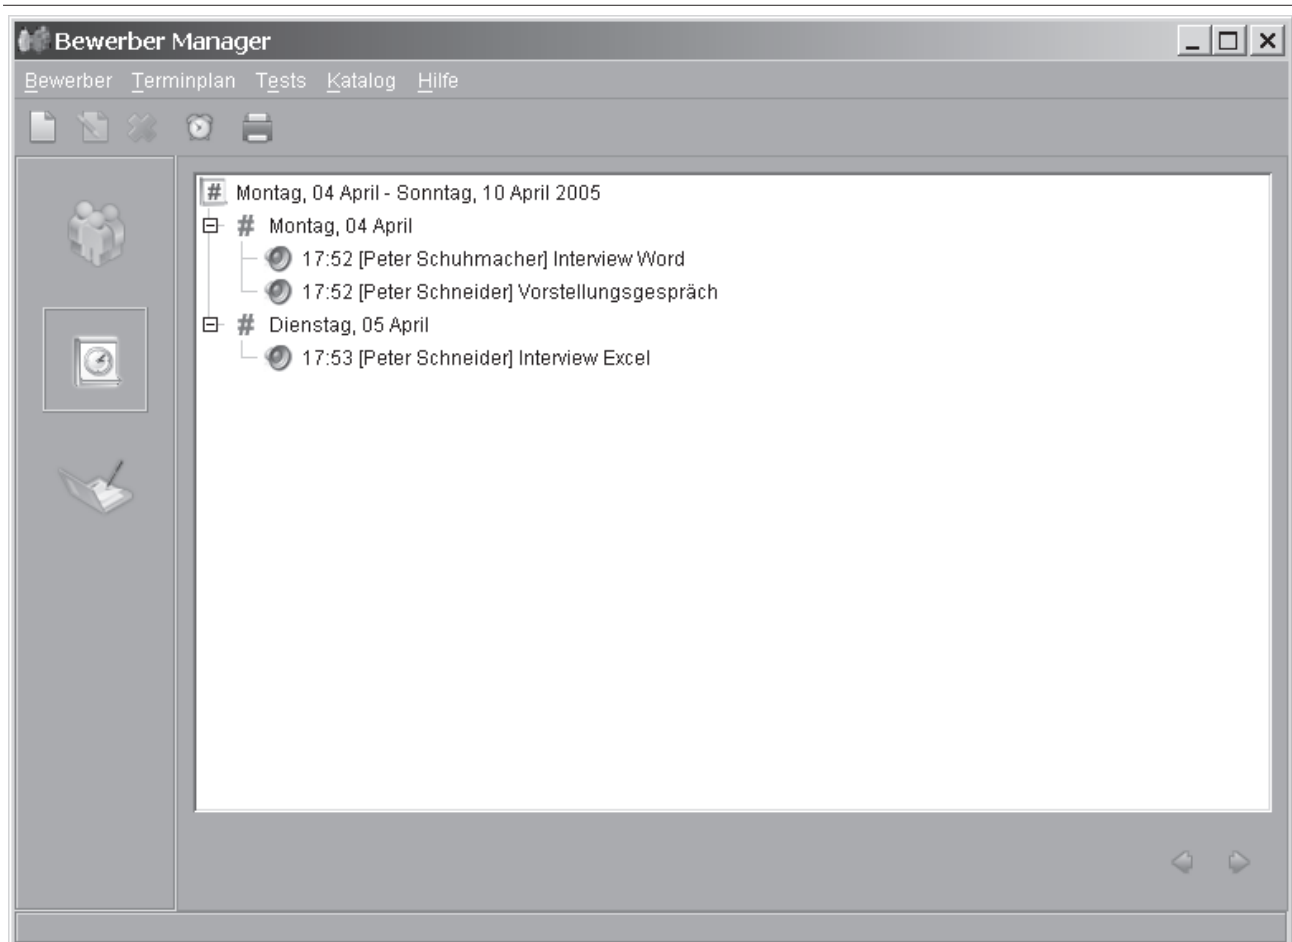 Bewerber Manager
Bewerber Terminplan Tests Katalog Hilfe
# Montag, 04 April - Sonntag, 10 April 2005
# Montag, 04 April
17:52 [Peter Schuhmacher] Interview Word
17:52 [Peter Schneider] Vorstellungsgespräch
# Dienstag, 05 April
17:53 [Peter Schneider] Interview Excel